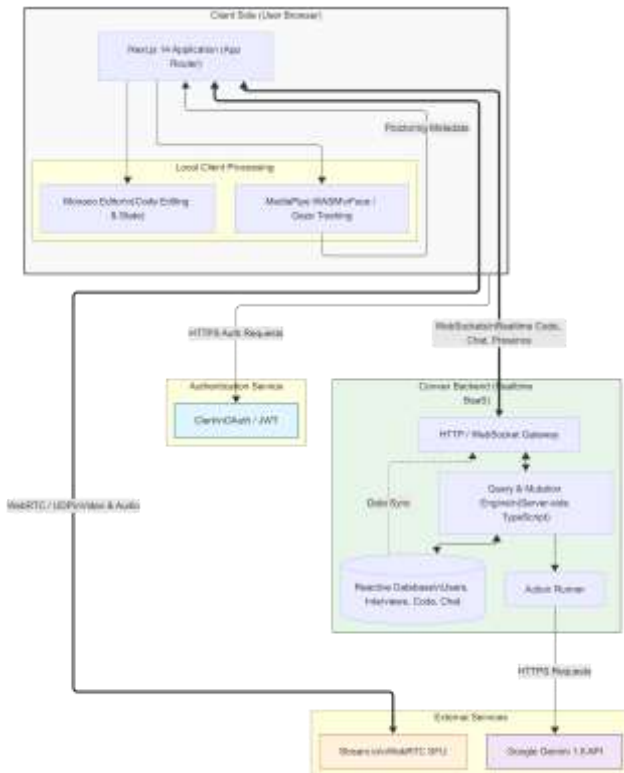 Client Side (User Browser)
Next.js 14 Application (App
Router)
Proctoring Metadata
Local Client Processing
Monaco Editor\n(Code Editing
& State)
MediaPipe WASM\nFace /
Gaze Tracking
HTTPS Auth Requests
WebSockets\nRealtime Code,
Chat, Presence
Authentication Service
Clerk\nOAuth / JWT
Convex Backend (Realtime
BaaS)
HTTP / WebSocket Gateway
WebRTC / UDP\nVideo & Audio
Data Sync
Query & Mutation
Engine\n(Server-side
TypeScript)
Reactive Database\nUsers,
Interviews, Code, Chat
Action Runner
HTTPS Requests
External Services
Stream.io\nWebRTC SFU
Google Gemini 1.5 API